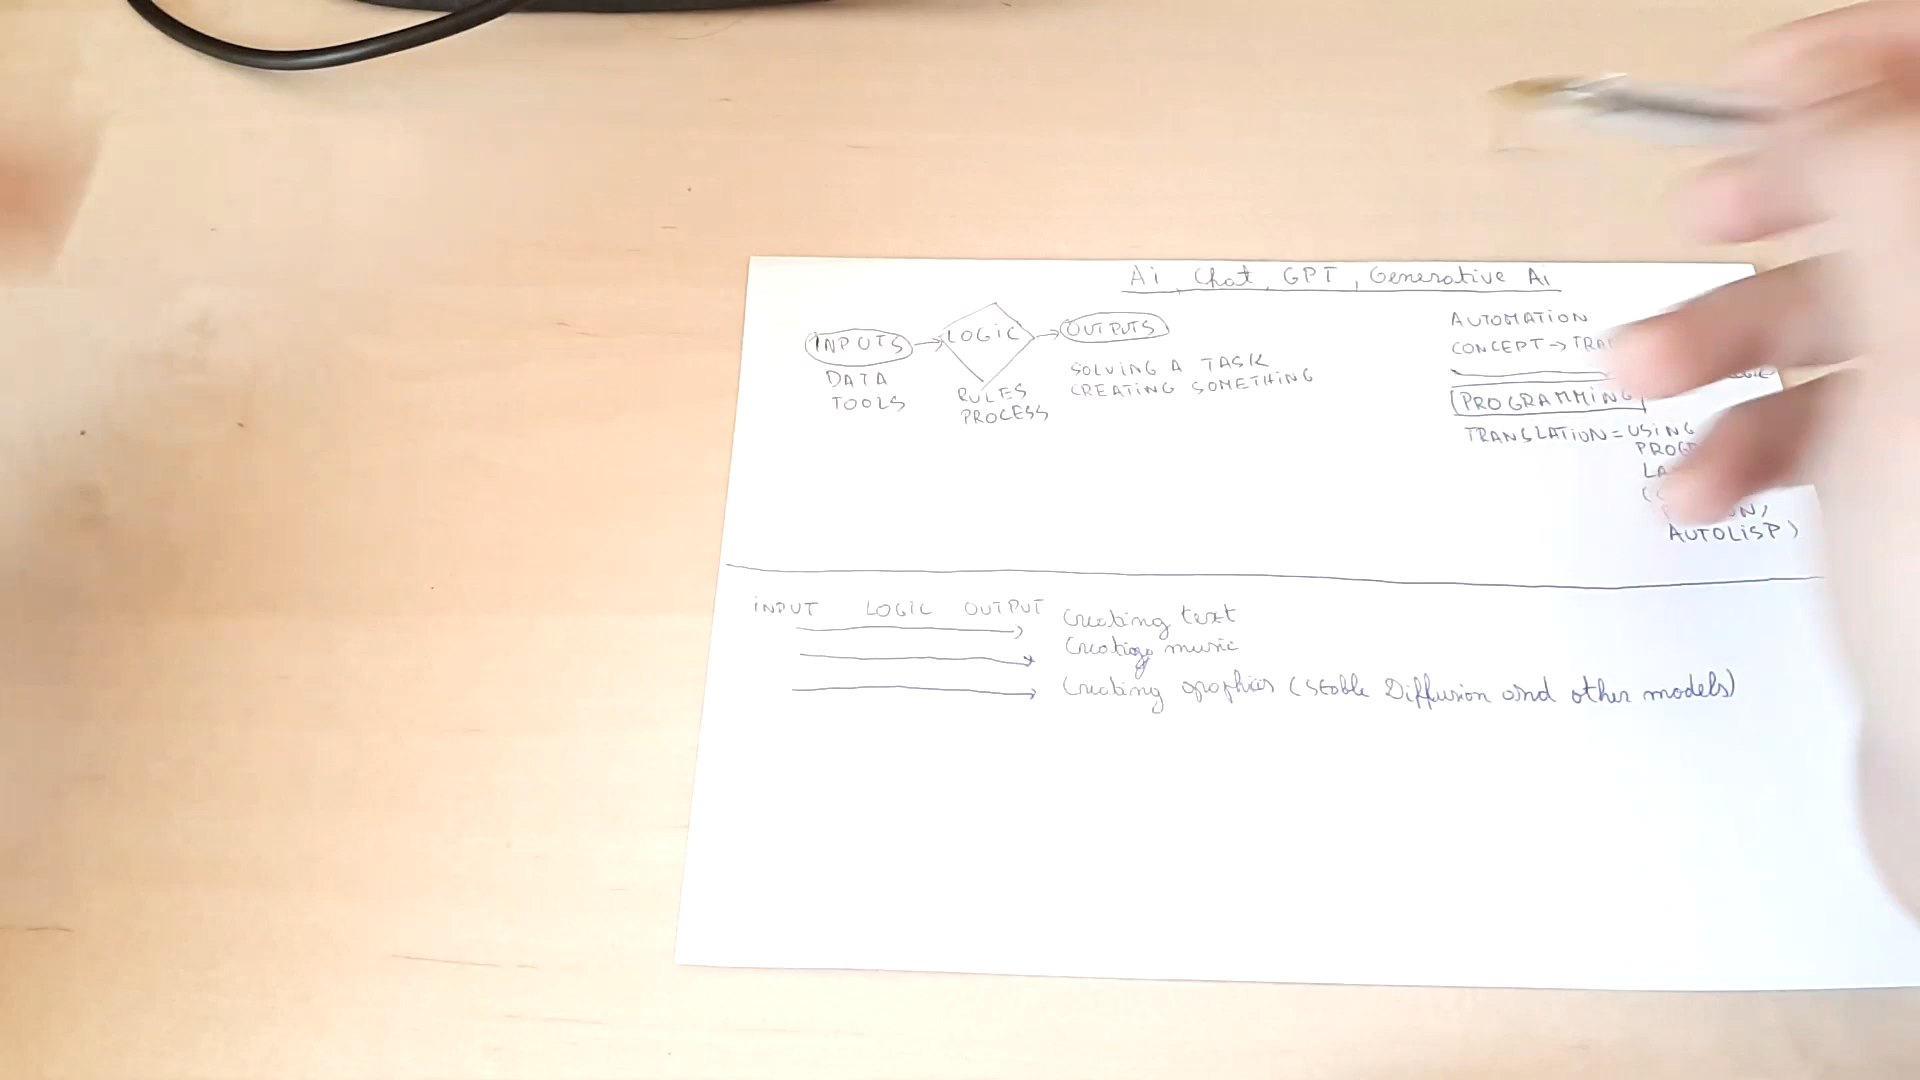 Ai, Chat, GPT, Generative Ai
INPUTS → LOGIC → OUTPUTS
DATA
TOOLS
RULES
PROCESS
SOLVING A TASK
CREATING SOMETHING
AUTOMATION
CONCEPT →
PROGRAMMING
TRANSLATION = USING
AUTOLISP)
INPUT LOGIC OUTPUT
Creating text
Creating music
Creating graphics (Stable Diffusion and other models)